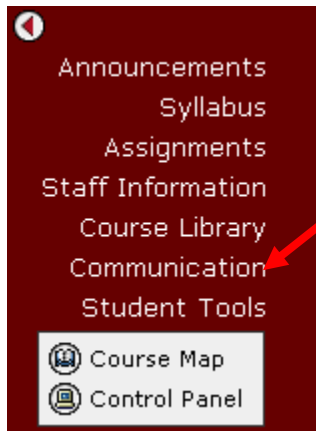 Announcements
Syllabus
Assignments
Staff Information
Course Library
Communication
Student Tools
Course Map
Control Panel